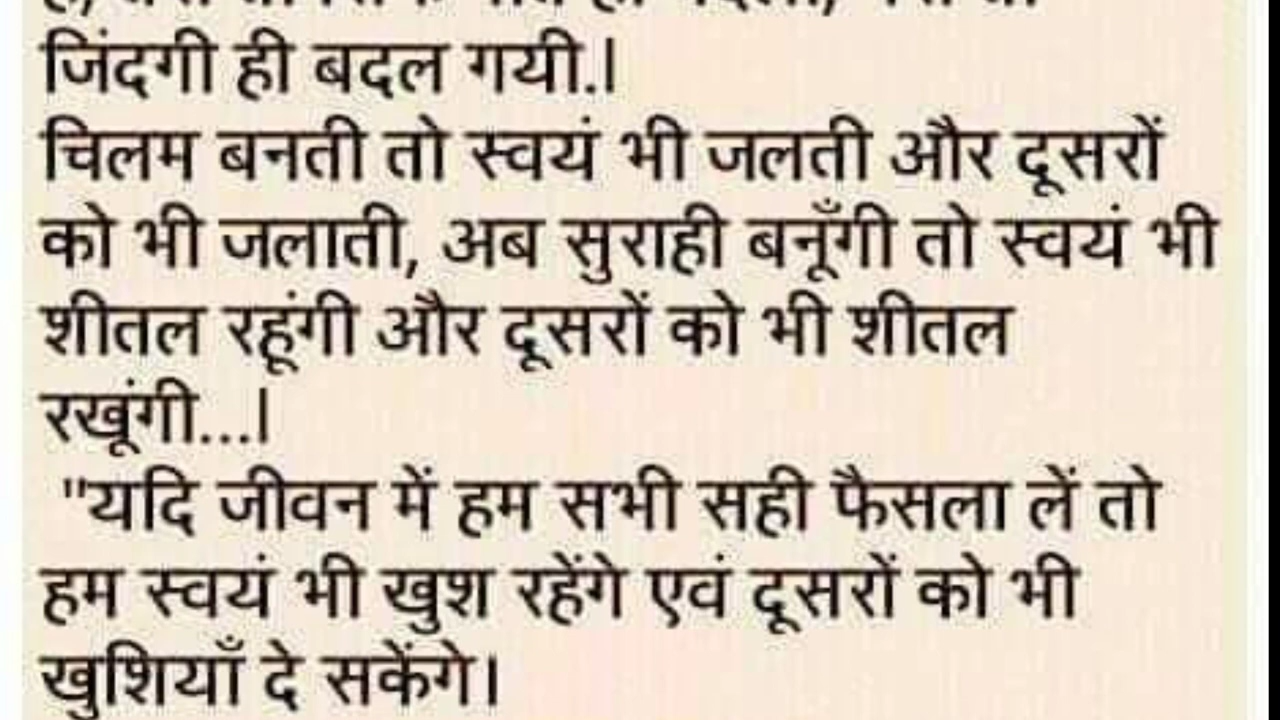 जिंदगी ही बदल गयी.|
चिलम बनती तो स्वयं भी जलती और दूसरों
को भी जलाती, अब सुराही बनूँगी तो स्वयं भी
शीतल रहूंगी और दूसरों को भी शीतल
रखूंगी...|
"यदि जीवन में हम सभी सही फैसला लें तो
हम स्वयं भी खुश रहेंगे एवं दूसरों को भी
खुशियाँ दे सकेंगे।